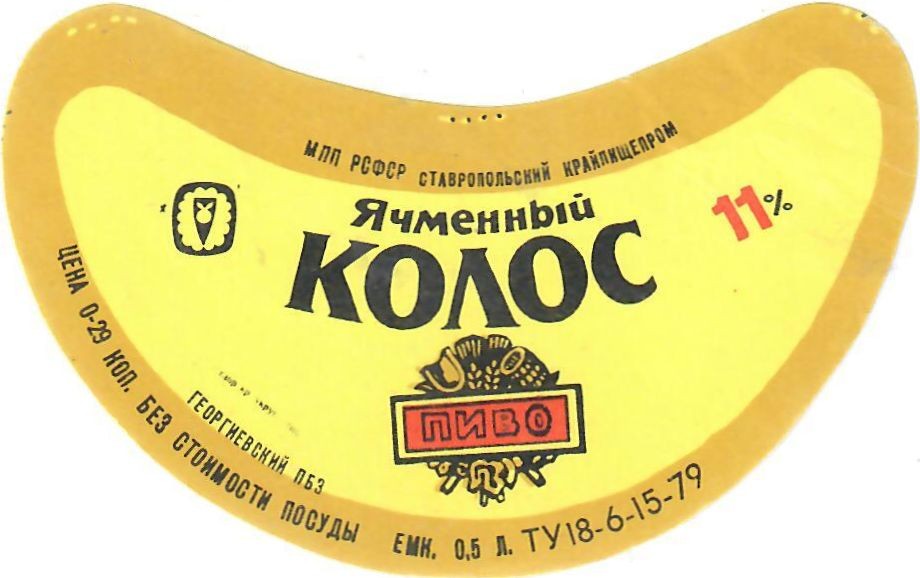 МПП РСФСР СТАВРОПОЛЬСКИЙ КРАЙПИЩЕПРОМ
Ячменный
КОЛОС
11%
ПИВО
ГЕОРГИЕВСКИЙ ПБЗ
ЦЕНА 0-29 КОП. БЕЗ СТОИМОСТИ ПОСУДЫ ЕМК. 0,5 Л. ТУ18-6-15-79